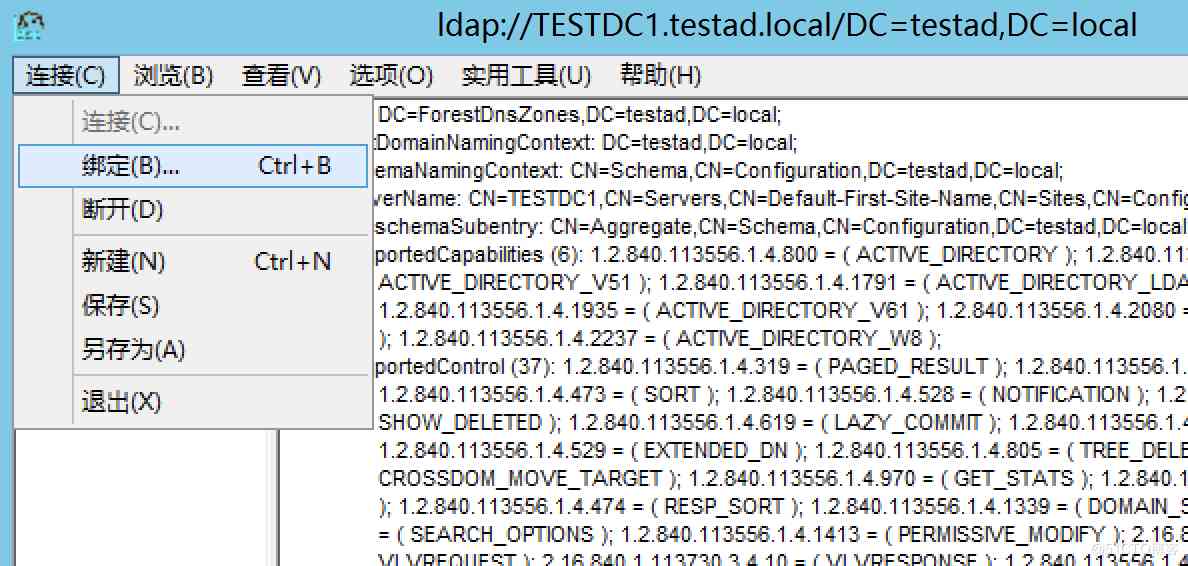 ldap://TESTDC1.testad.local/DC=testad,DC=local
连接(C) 浏览(B) 查看(V) 选项(O) 实用工具(U) 帮助(H)
连接(C)...
绑定(B)... Ctrl+B
断开(D)
新建(N) Ctrl+N
保存(S)
另存为(A)
退出(X)
DC=ForestDnsZones,DC=testad,DC=local;
tDomainNamingContext: DC=testad,DC=local;
emaNamingContext: CN=Schema,CN=Configuration,DC=testad,DC=local;
verName: CN=TESTDC1,CN=Servers,CN=Default-First-Site-Name,CN=Sites,CN=Config
schemaSubentry: CN=Aggregate,CN=Schema,CN=Configuration,DC=testad,DC=local
portedCapabilities (6): 1.2.840.113556.1.4.800 = ( ACTIVE_DIRECTORY ); 1.2.840.113
ACTIVE_DIRECTORY_V51 ); 1.2.840.113556.1.4.1791 = ( ACTIVE_DIRECTORY_LDA
1.2.840.113556.1.4.1935 = ( ACTIVE_DIRECTORY_V61 ); 1.2.840.113556.1.4.2080 =
); 1.2.840.113556.1.4.2237 = ( ACTIVE_DIRECTORY_W8 );
portedControl (37): 1.2.840.113556.1.4.319 = ( PAGED_RESULT ); 1.2.840.113556.1.
1.2.840.113556.1.4.473 = ( SORT ); 1.2.840.113556.1.4.528 = ( NOTIFICATION ); 1.2
SHOW_DELETED ); 1.2.840.113556.1.4.619 = ( LAZY_COMMIT ); 1.2.840.113556.1.4
1.2.840.113556.1.4.529 = ( EXTENDED_DN ); 1.2.840.113556.1.4.805 = ( TREE_DELE
CROSSDOM_MOVE_TARGET ); 1.2.840.113556.1.4.970 = ( GET_STATS ); 1.2.840.1
); 1.2.840.113556.1.4.474 = ( RESP_SORT ); 1.2.840.113556.1.4.1339 = ( DOMAIN_S
= ( SEARCH_OPTIONS ); 1.2.840.113556.1.4.1413 = ( PERMISSIVE_MODIFY ); 2.16.8
VLVREQUEST ); 2.16.840.1.113730.3.4.10 = ( VLVRESPONSE ); 1.2.840.113556.1.4